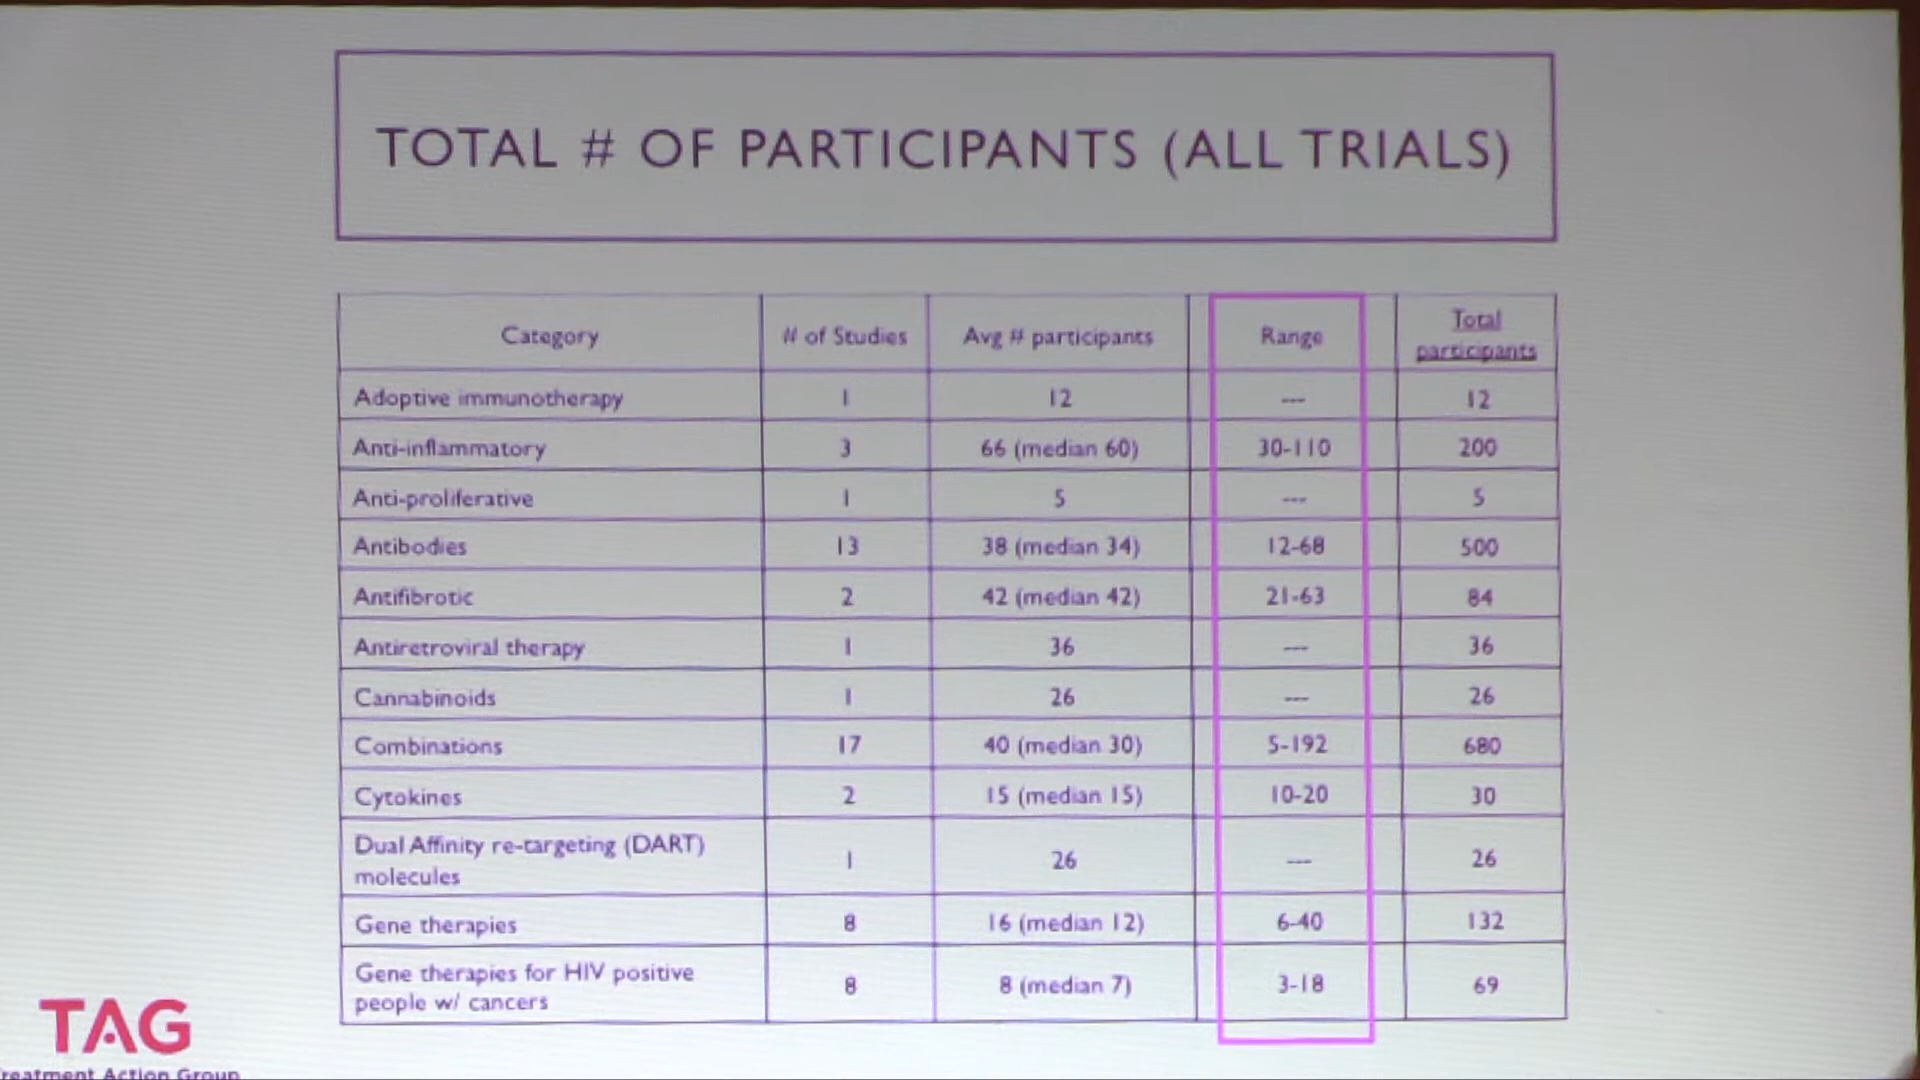 TOTAL # OF PARTICIPANTS (ALL TRIALS)
Category # of Studies Avg # participants Range Total participants
Adoptive immunotherapy 1 12 --- 12
Anti-inflammatory 3 66 (median 60) 30-110 200
Anti-proliferative 1 5 --- 5
Antibodies 13 38 (median 34) 12-68 500
Antifibrotic 2 42 (median 42) 21-63 84
Antiretroviral therapy 1 36 --- 36
Cannabinoids 1 26 --- 26
Combinations 17 40 (median 30) 5-192 680
Cytokines 2 15 (median 15) 10-20 30
Dual Affinity re-targeting (DART) molecules 1 26 --- 26
Gene therapies 8 16 (median 12) 6-40 132
Gene therapies for HIV positive people w/ cancers 8 8 (median 7) 3-18 69
TAG
reatment Action Group